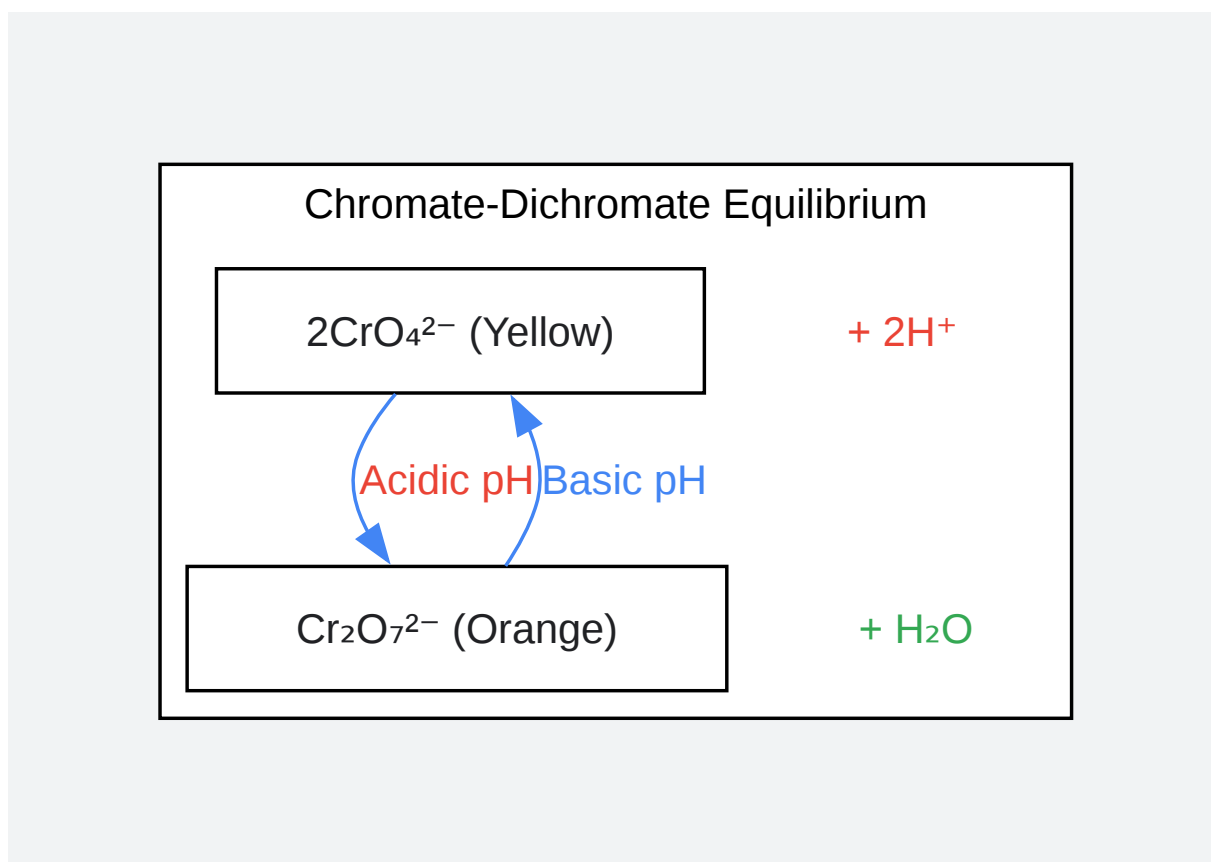 Chromate-Dichromate Equilibrium
2CrO₄²⁻ (Yellow)
+ 2H⁺
Acidic pH
Basic pH
Cr₂O₇²⁻ (Orange)
+ H₂O